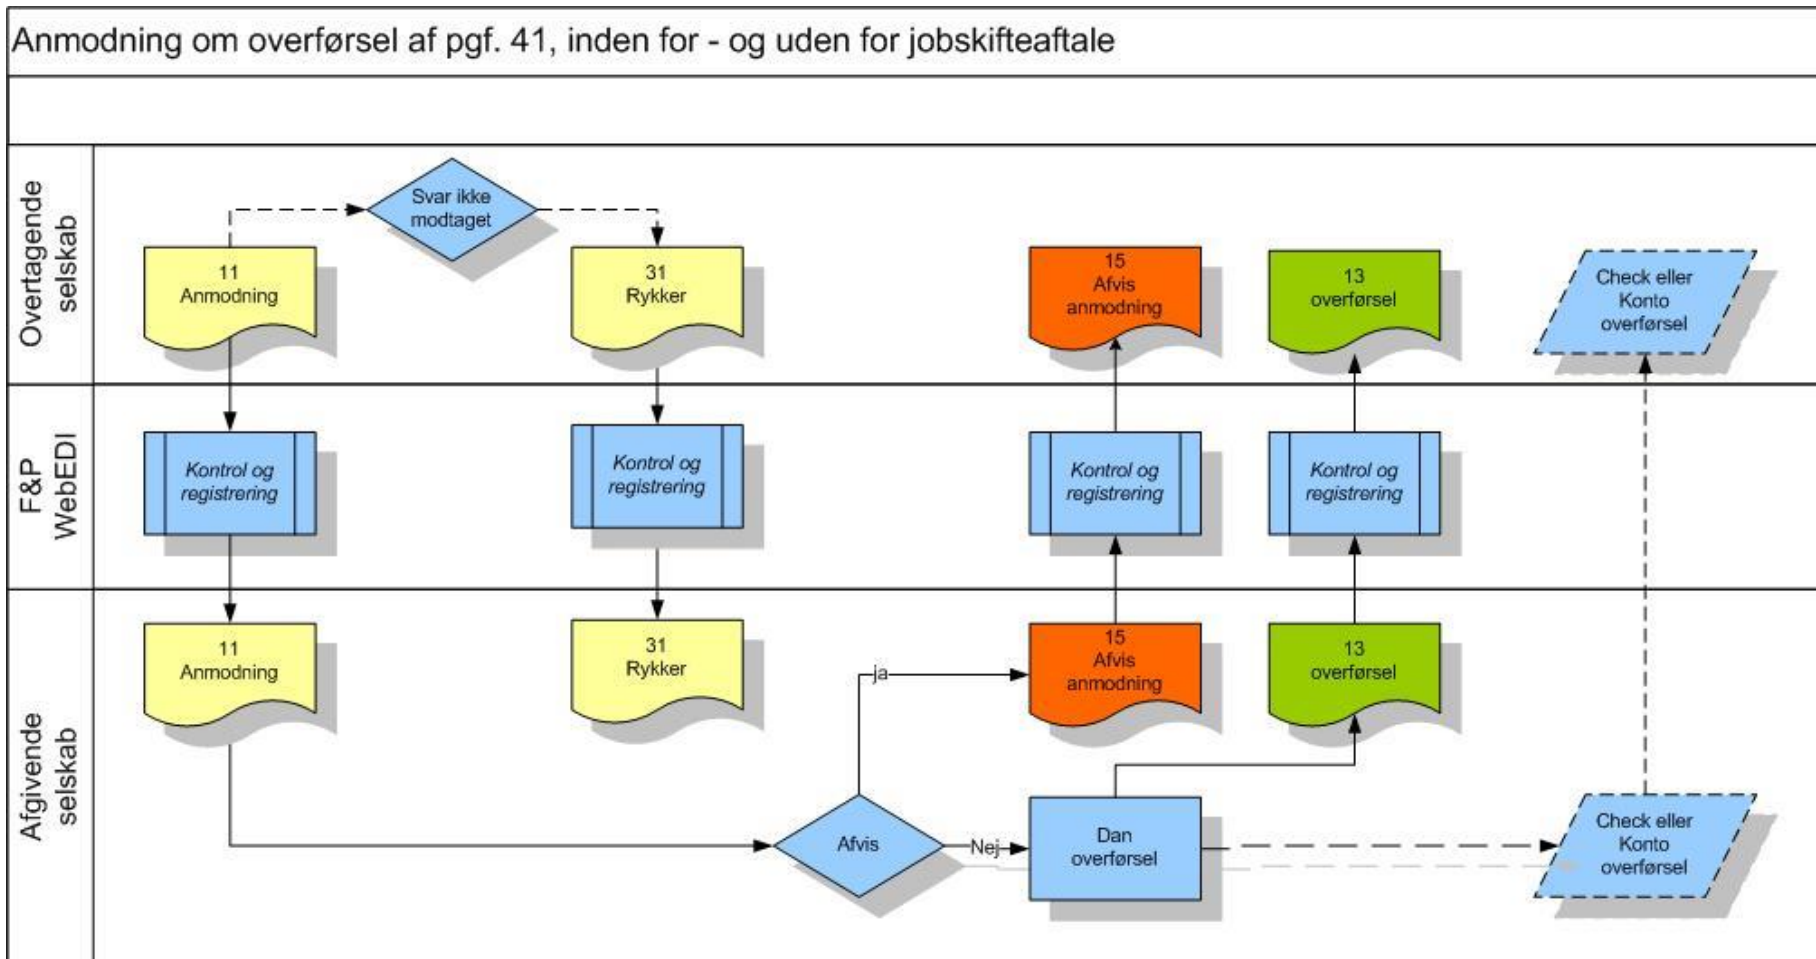 Anmodning om overførsel af pgf. 41, inden for - og uden for jobskifteaftale
Overtagende
selskab
Svar ikke
modtaget
11
Anmodning
31
Rykker
15
Afvis
anmodning
13
overførsel
Check eller
Konto
overførsel
F&P
WebEDI
Kontrol og
registrering
Kontrol og
registrering
Kontrol og
registrering
Kontrol og
registrering
Afgivende
selskab
11
Anmodning
31
Rykker
15
Afvis
anmodning
13
overførsel
ja
Afvis
Nej
Dan
overførsel
Check eller
Konto
overførsel